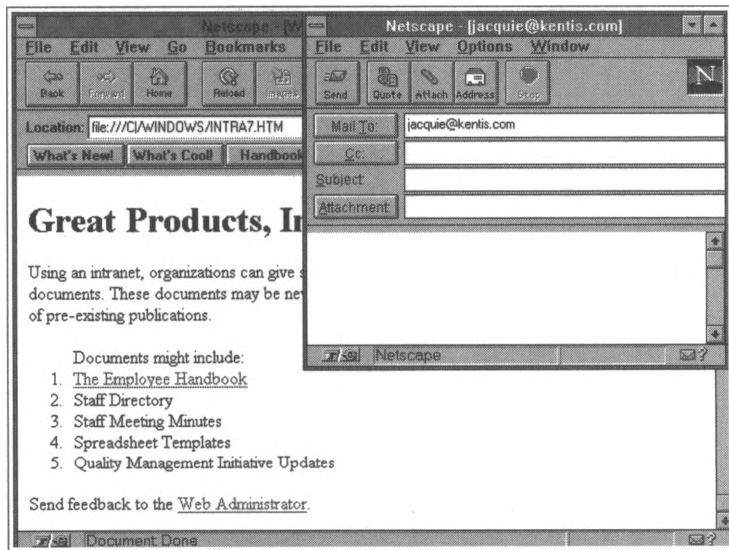 Netscape - [W
File Edit View Go Bookmarks
Back Forward Home Reload Images
Location: file:///C|/WINDOWS/INTRA7.HTM
What's New! What's Cool! Handbook
Great Products, In
Using an intranet, organizations can give s
documents. These documents may be ne
of pre-existing publications.
Documents might include:
1. The Employee Handbook
2. Staff Directory
3. Staff Meeting Minutes
4. Spreadsheet Templates
5. Quality Management Initiative Updates
Send feedback to the Web Administrator.
Document Done
Netscape - [jacquie@kentis.com]
File Edit View Options Window
Send Quote Attach Address Stop
N
Mail To: jacquie@kentis.com
Cc:
Subject:
Attachment:
Netscape
?
?